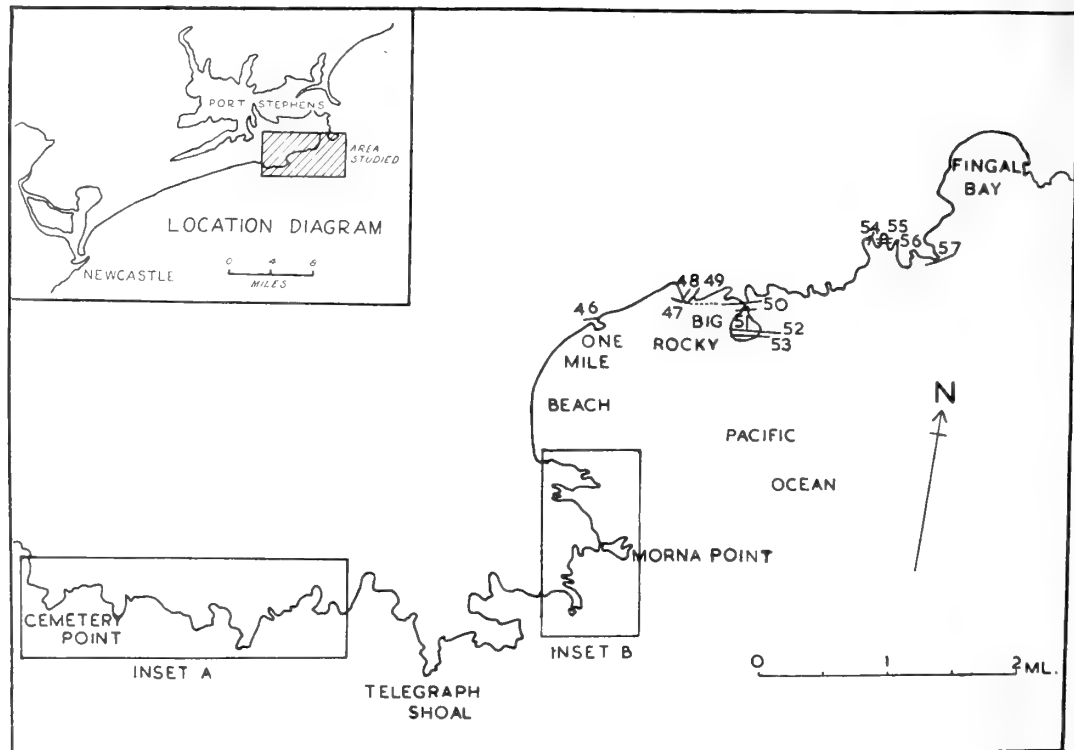 PORT STEPHENS
AREA
STUDIED
LOCATION DIAGRAM
0 4 8
MILES
NEWCASTLE
FINGAL
BAY
54 55
56 57
48 49
47
50
46
51
52
53
BIG
ROCKY
ONE
MILE
BEACH
N
PACIFIC
OCEAN
MORNA POINT
CEMETERY
POINT
INSET A
INSET B
TELEGRAPH
SHOAL
0 1 2 ML.